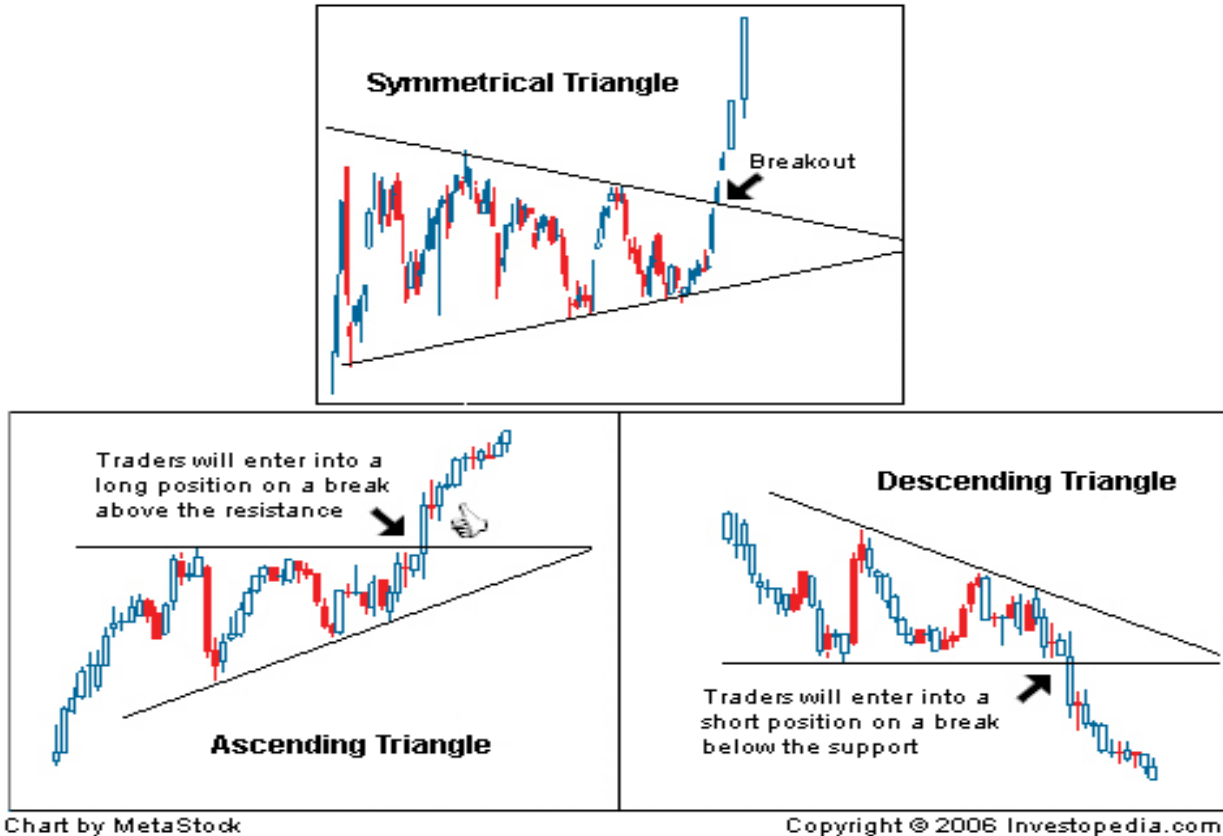 Symmetrical Triangle
Breakout
Traders will enter into a
long position on a break
above the resistance
Ascending Triangle
Descending Triangle
Traders will enter into a
short position on a break
below the support
Chart by MetaStock
Copyright © 2006 Investopedia.com